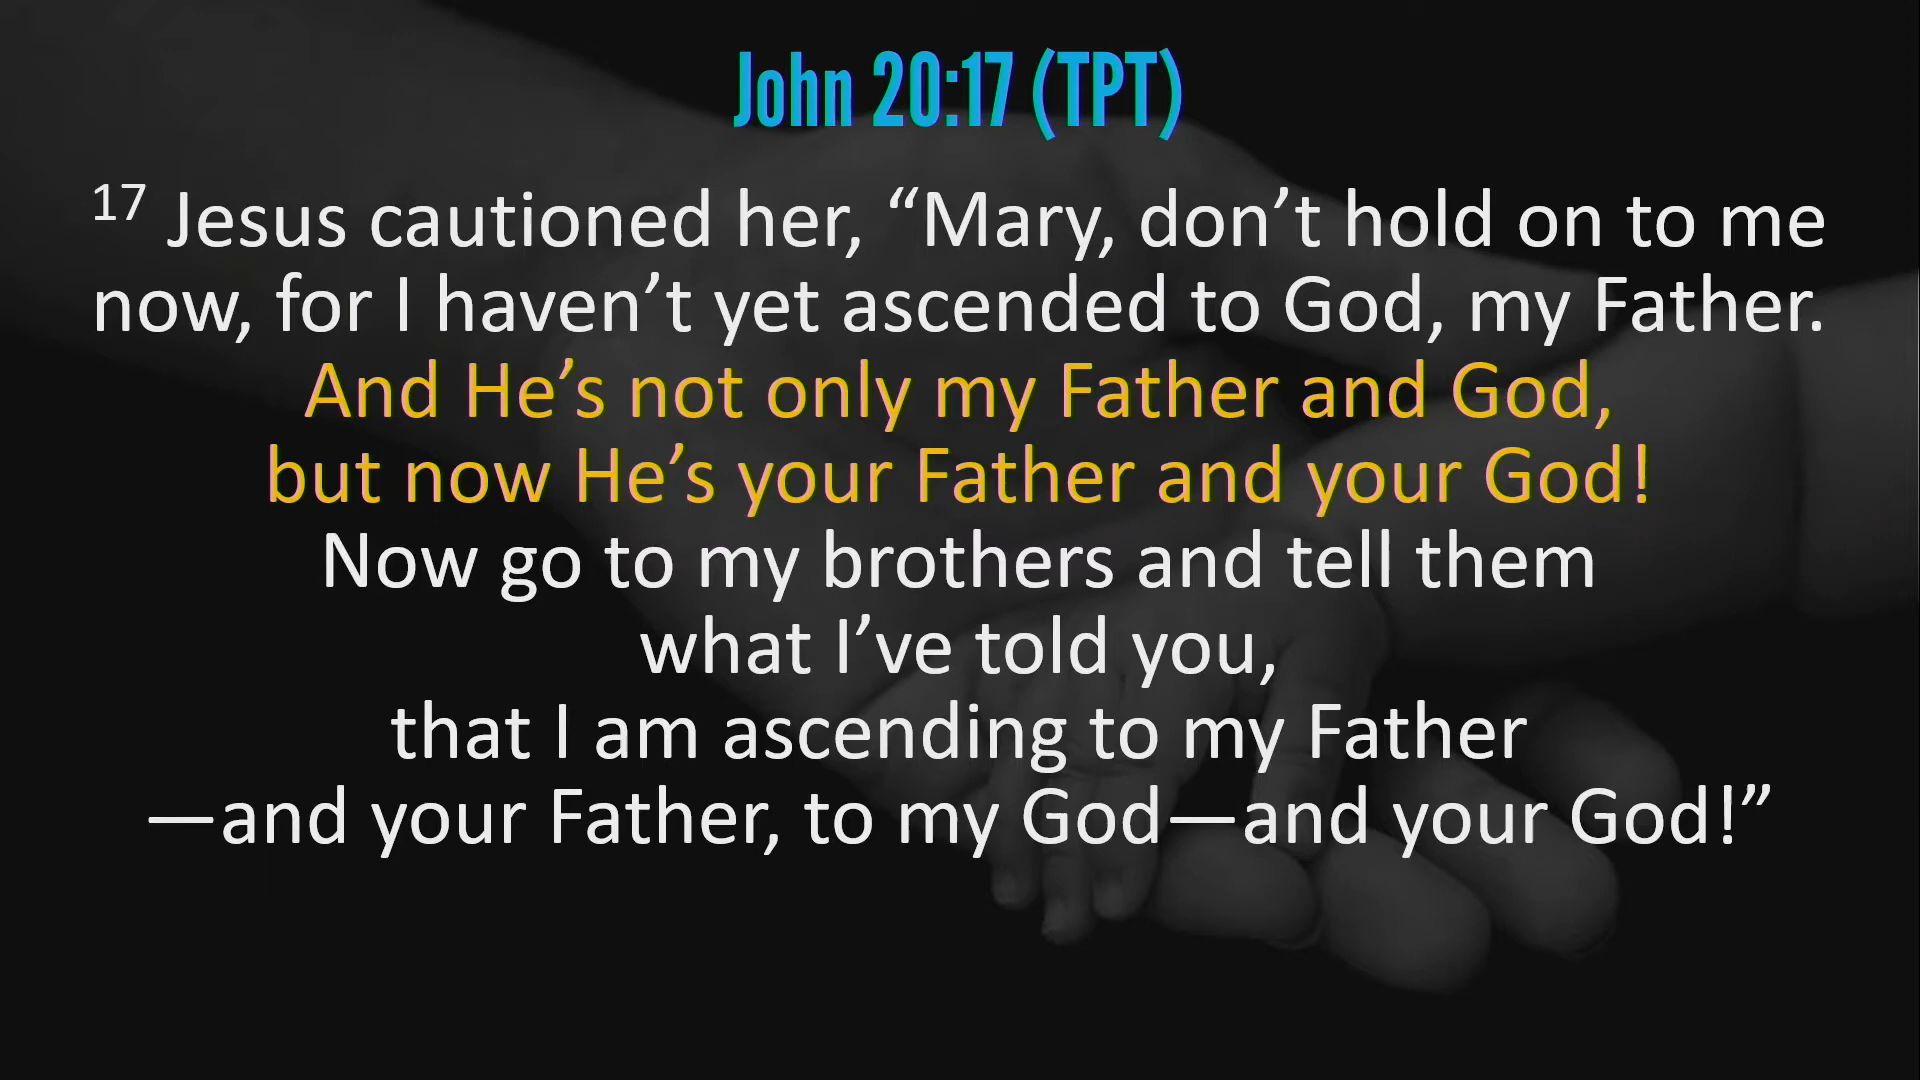 John 20:17 (TPT)
17 Jesus cautioned her, “Mary, don’t hold on to me
now, for I haven’t yet ascended to God, my Father.
And He’s not only my Father and God,
but now He’s your Father and your God!
Now go to my brothers and tell them
what I’ve told you,
that I am ascending to my Father
—and your Father, to my God—and your God!”